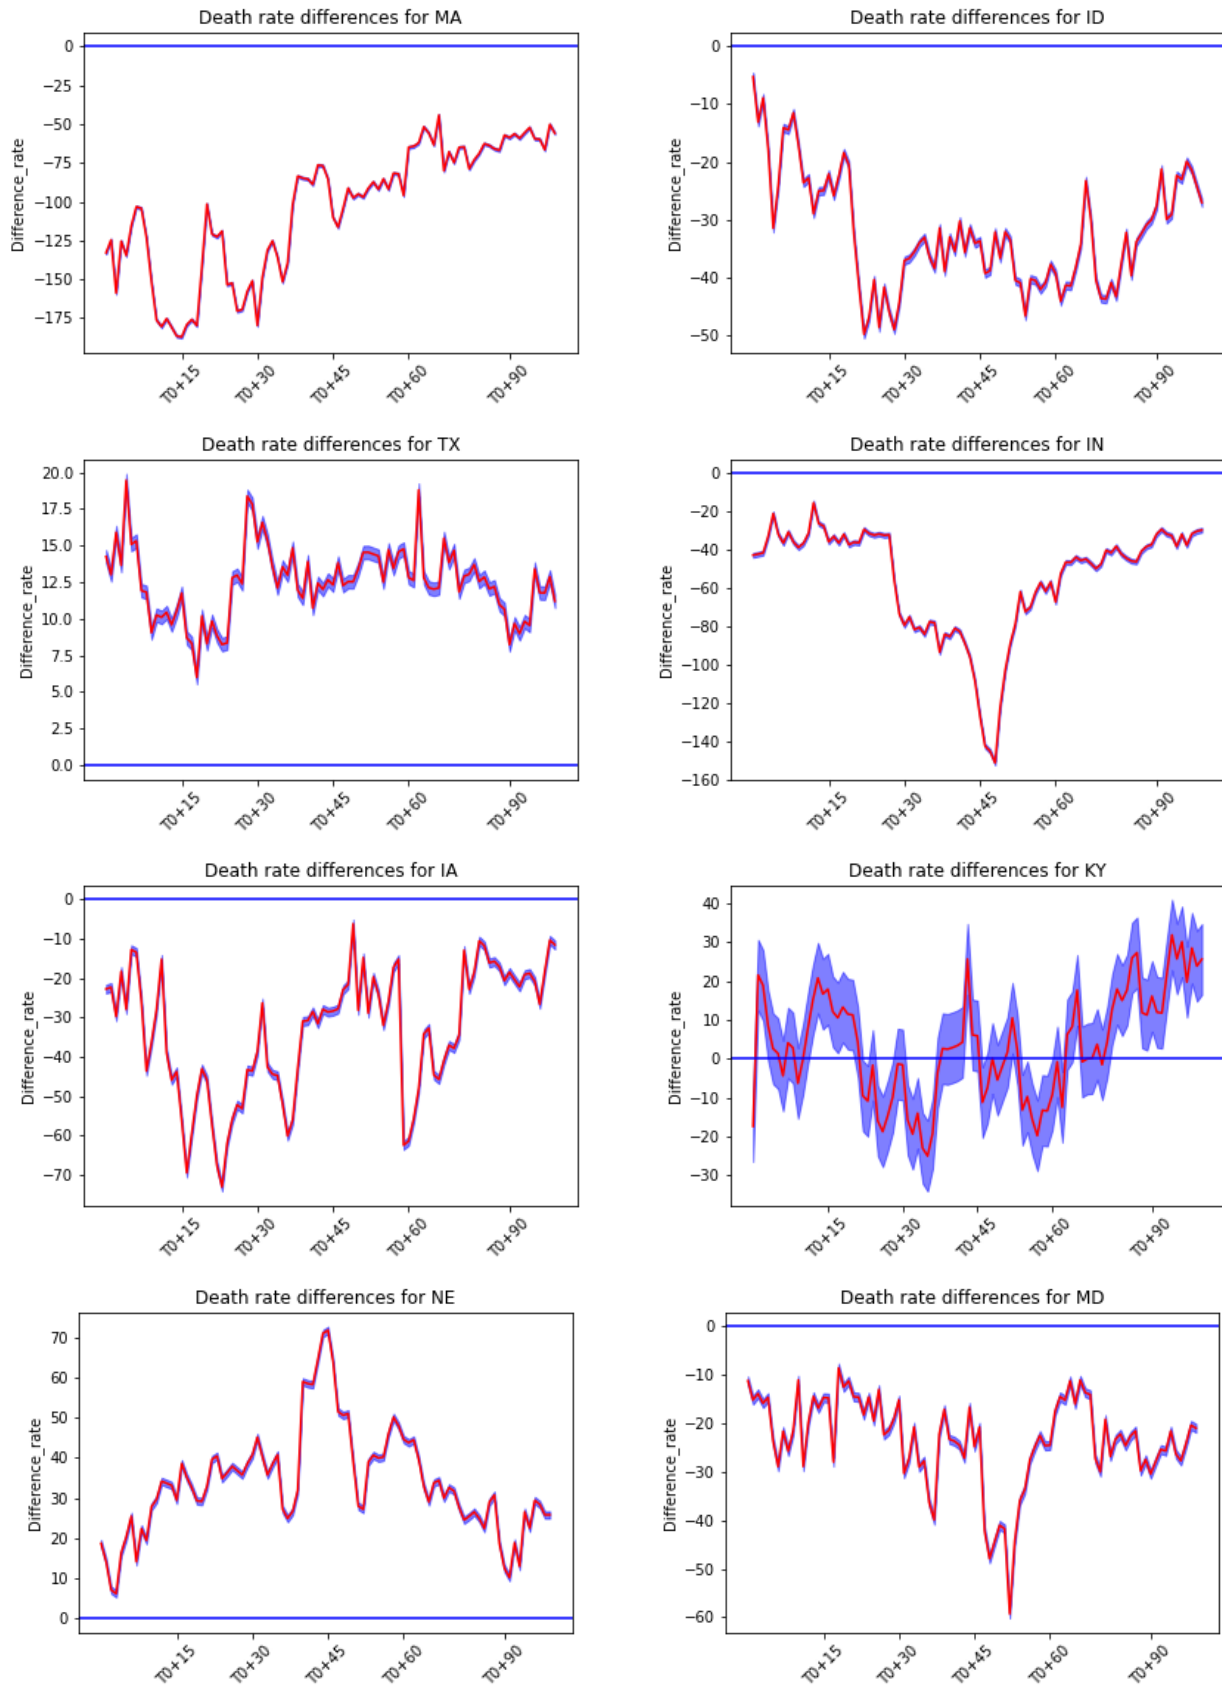 Death rate differences for MA
Difference_rate
0
−25
−50
−75
−100
−125
−150
−175
T0+15
T0+30
T0+45
T0+60
T0+90
Death rate differences for ID
Difference_rate
0
−10
−20
−30
−40
−50
T0+15
T0+30
T0+45
T0+60
T0+90
Death rate differences for TX
Difference_rate
20.0
17.5
15.0
12.5
10.0
7.5
5.0
2.5
0.0
T0+15
T0+30
T0+45
T0+60
T0+90
Death rate differences for IN
Difference_rate
0
−20
−40
−60
−80
−100
−120
−140
−160
T0+15
T0+30
T0+45
T0+60
T0+90
Death rate differences for IA
Difference_rate
0
−10
−20
−30
−40
−50
−60
−70
T0+15
T0+30
T0+45
T0+60
T0+90
Death rate differences for KY
Difference_rate
40
30
20
10
0
−10
−20
−30
T0+15
T0+30
T0+45
T0+60
T0+90
Death rate differences for NE
Difference_rate
70
60
50
40
30
20
10
0
T0+15
T0+30
T0+45
T0+60
T0+90
Death rate differences for MD
Difference_rate
0
−10
−20
−30
−40
−50
−60
T0+15
T0+30
T0+45
T0+60
T0+90